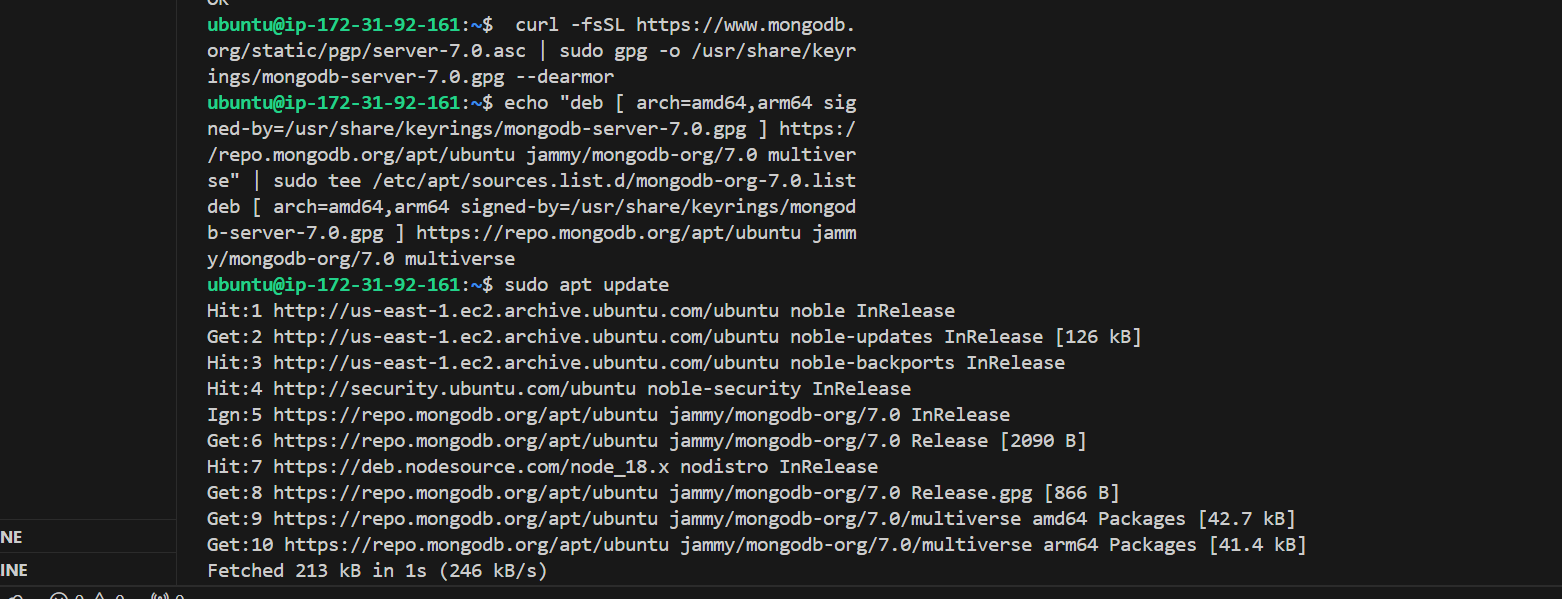 OK
ubuntu@ip-172-31-92-161:~$  curl -fsSL https://www.mongodb.
org/static/pgp/server-7.0.asc | sudo gpg -o /usr/share/keyr
ings/mongodb-server-7.0.gpg --dearmor
ubuntu@ip-172-31-92-161:~$ echo "deb [ arch=amd64,arm64 sig
ned-by=/usr/share/keyrings/mongodb-server-7.0.gpg ] https:/
/repo.mongodb.org/apt/ubuntu jammy/mongodb-org/7.0 multiver
se" | sudo tee /etc/apt/sources.list.d/mongodb-org-7.0.list
deb [ arch=amd64,arm64 signed-by=/usr/share/keyrings/mongod
b-server-7.0.gpg ] https://repo.mongodb.org/apt/ubuntu jamm
y/mongodb-org/7.0 multiverse
ubuntu@ip-172-31-92-161:~$ sudo apt update
Hit:1 http://us-east-1.ec2.archive.ubuntu.com/ubuntu noble InRelease
Get:2 http://us-east-1.ec2.archive.ubuntu.com/ubuntu noble-updates InRelease [126 kB]
Hit:3 http://us-east-1.ec2.archive.ubuntu.com/ubuntu noble-backports InRelease
Hit:4 http://security.ubuntu.com/ubuntu noble-security InRelease
Ign:5 https://repo.mongodb.org/apt/ubuntu jammy/mongodb-org/7.0 InRelease
Get:6 https://repo.mongodb.org/apt/ubuntu jammy/mongodb-org/7.0 Release [2090 B]
Hit:7 https://deb.nodesource.com/node_18.x nodistro InRelease
Get:8 https://repo.mongodb.org/apt/ubuntu jammy/mongodb-org/7.0 Release.gpg [866 B]
Get:9 https://repo.mongodb.org/apt/ubuntu jammy/mongodb-org/7.0/multiverse amd64 Packages [42.7 kB]
Get:10 https://repo.mongodb.org/apt/ubuntu jammy/mongodb-org/7.0/multiverse arm64 Packages [41.4 kB]
Fetched 213 kB in 1s (246 kB/s)
NE
INE
0 0 0